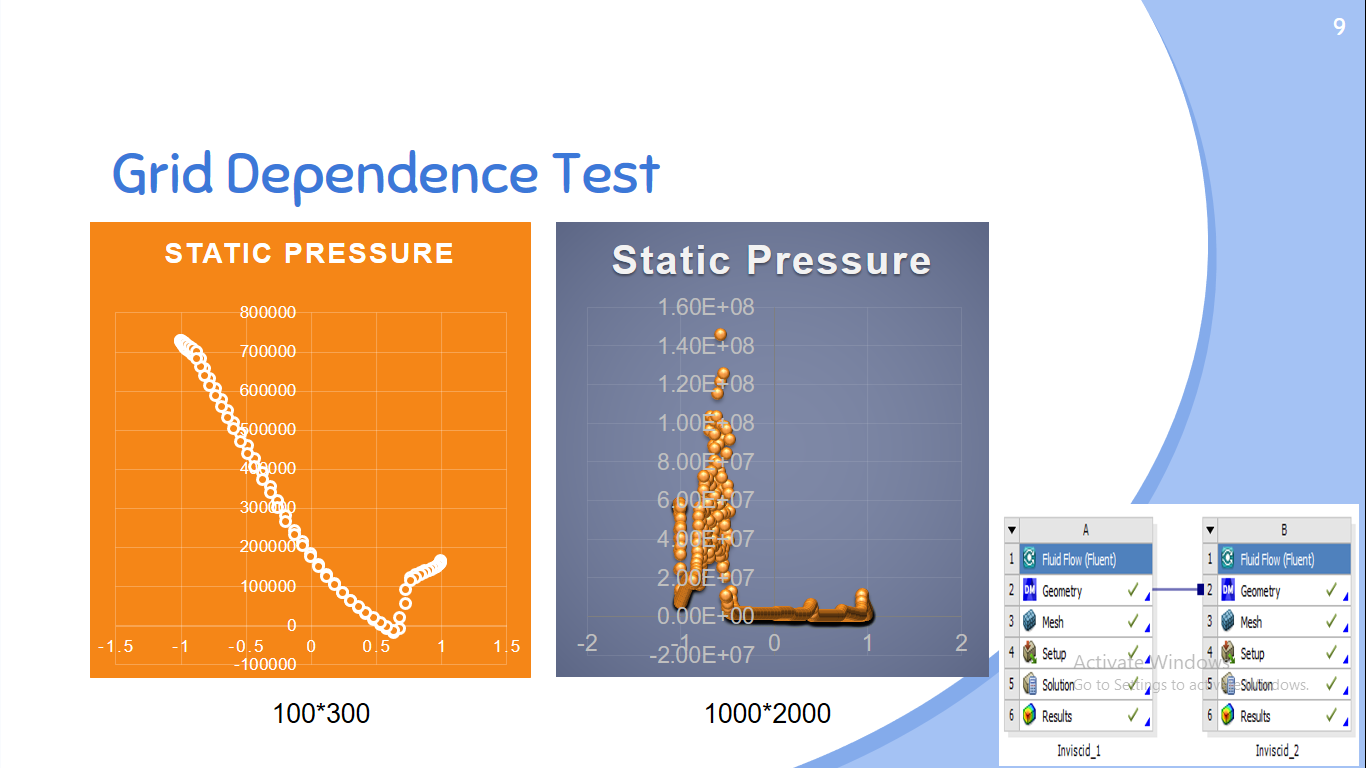 9
Grid Dependence Test
STATIC PRESSURE
800000
700000
600000
500000
400000
300000
200000
100000
0
-1.5 -1 -0.5 0 0.5 1 1.5
-100000
100*300
Static Pressure
1.60E+08
1.40E+08
1.20E+08
1.00E+08
8.00E+07
6.00E+07
4.00E+07
2.00E+07
0.00E+00
-2 -1 0 1 2
-2.00E+07
1000*2000
A
1 Fluid Flow (Fluent)
2 DM Geometry
3 Mesh
4 Setup
5 Solution
6 Results
Inviscid_1
B
1 Fluid Flow (Fluent)
2 DM Geometry
3 Mesh
4 Setup
5 Solution
6 Results
Inviscid_2
Activate Windows
Go to Settings to activate Windows.